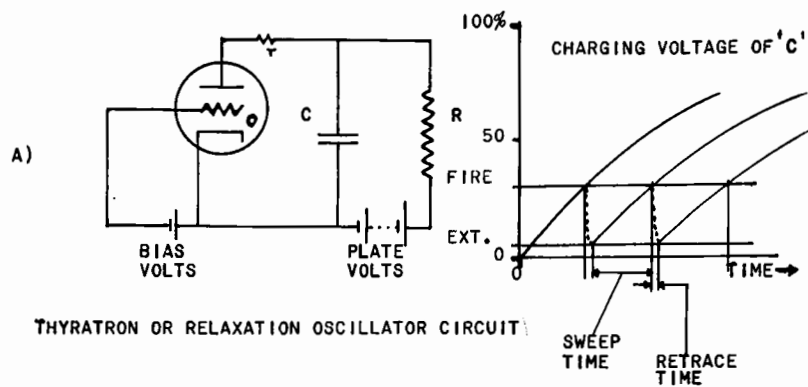 A)
r
C
R
BIAS
VOLTS
PLATE
VOLTS
THYRATRON OR RELAXATION OSCILLATOR CIRCUIT
100%
CHARGING VOLTAGE OF 'C'
50
FIRE
EXT.
0
0
TIME
SWEEP
TIME
RETRACE
TIME